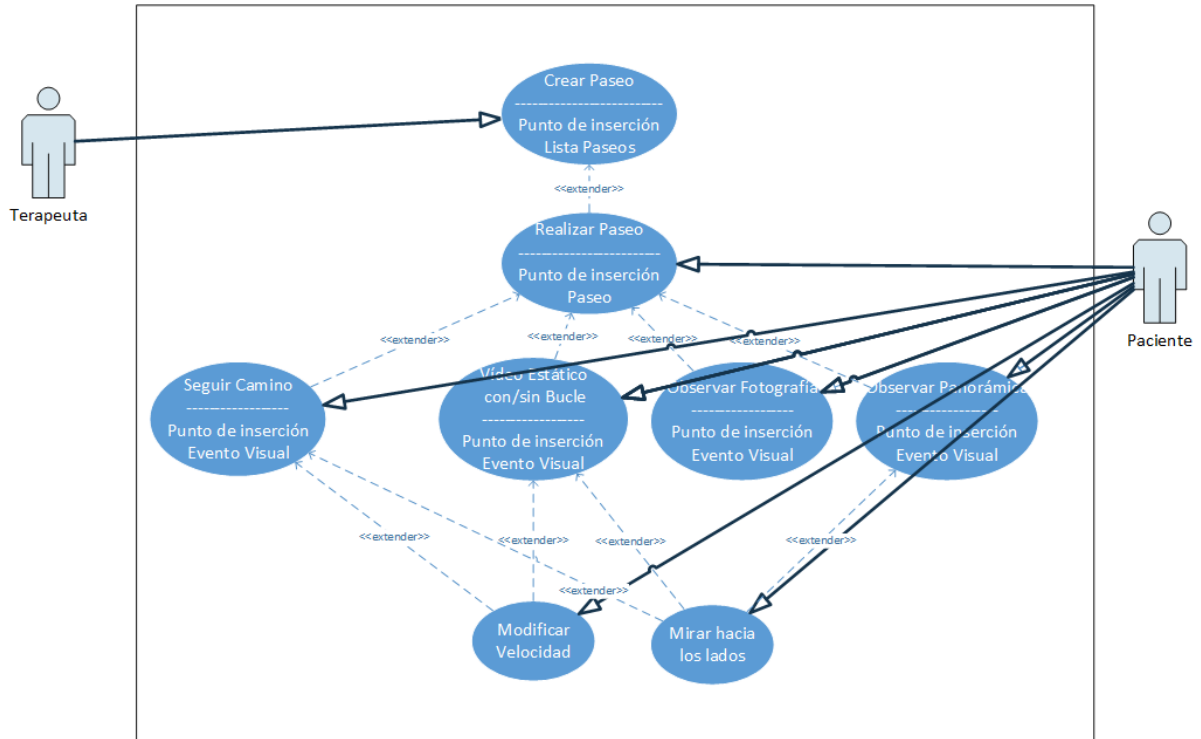 Crear Paseo
--------------------------
Punto de inserción
Lista Paseos
<<extender>>
Terapeuta
Realizar Paseo
-------------------------
Punto de inserción
Paseo
Paciente
<<extender>>
<<extender>>
<<extender>>
<<extender>>
Seguir Camino
------------------
Punto de inserción
Evento Visual
Vídeo Estático
con/sin Bucle
------------------
Punto de inserción
Evento Visual
Observar Fotografía
------------------
Punto de inserción
Evento Visual
Observar Panorámica
------------------
Punto de inserción
Evento Visual
<<extender>>
<<extender>>
<<extender>>
<<extender>>
<<extender>>
Modificar
Velocidad
Mirar hacia
los lados